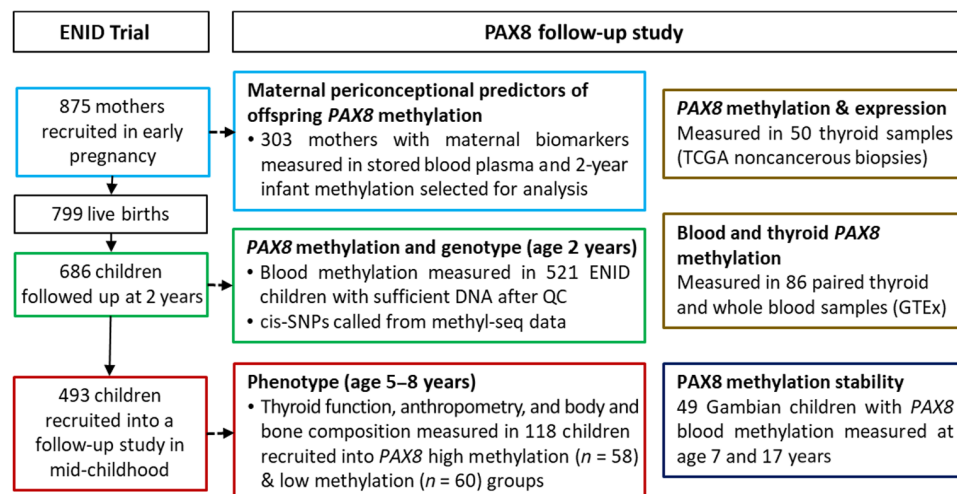 ENID Trial
PAX8 follow-up study
875 mothers
recruited in early
pregnancy
799 live births
686 children
followed up at 2 years
493 children
recruited into a
follow-up study in
mid-childhood
Maternal periconceptional predictors of
offspring PAX8 methylation
• 303 mothers with maternal biomarkers
measured in stored blood plasma and 2-year
infant methylation selected for analysis
PAX8 methylation and genotype (age 2 years)
• Blood methylation measured in 521 ENID
children with sufficient DNA after QC
• cis-SNPs called from methyl-seq data
Phenotype (age 5–8 years)
• Thyroid function, anthropometry, and body and
bone composition measured in 118 children
recruited into PAX8 high methylation (n = 58)
& low methylation (n = 60) groups
PAX8 methylation & expression
Measured in 50 thyroid samples
(TCGA noncancerous biopsies)
Blood and thyroid PAX8
methylation
Measured in 86 paired thyroid
and whole blood samples (GTEx)
PAX8 methylation stability
49 Gambian children with PAX8
blood methylation measured at
age 7 and 17 years